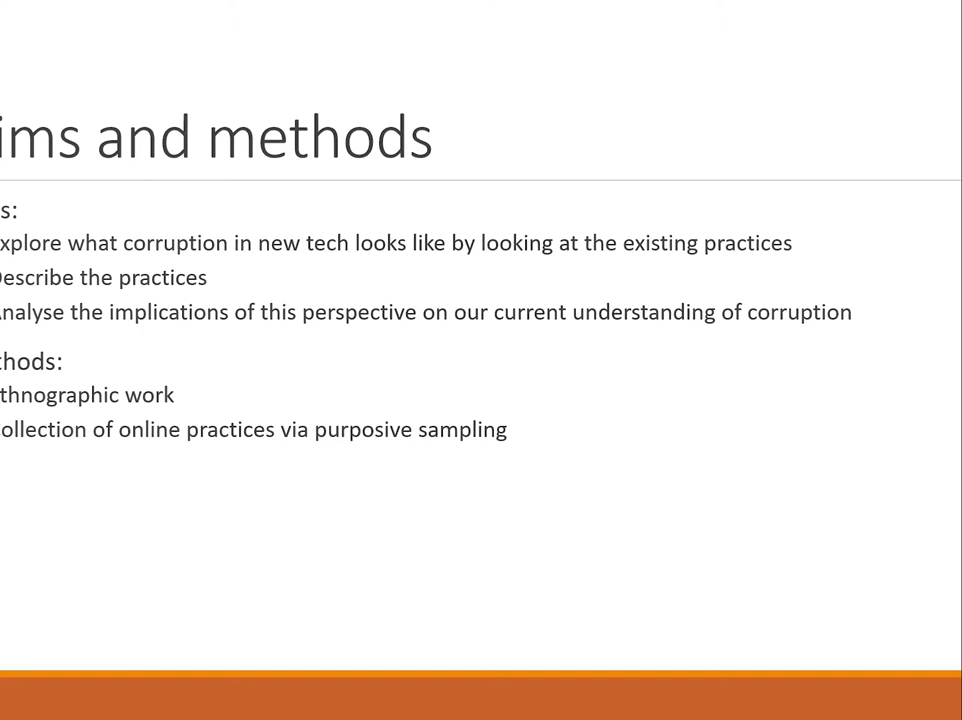 ims and methods
s:
xplore what corruption in new tech looks like by looking at the existing practices
Describe the practices
Analyse the implications of this perspective on our current understanding of corruption
thods:
thnographic work
ollection of online practices via purposive sampling